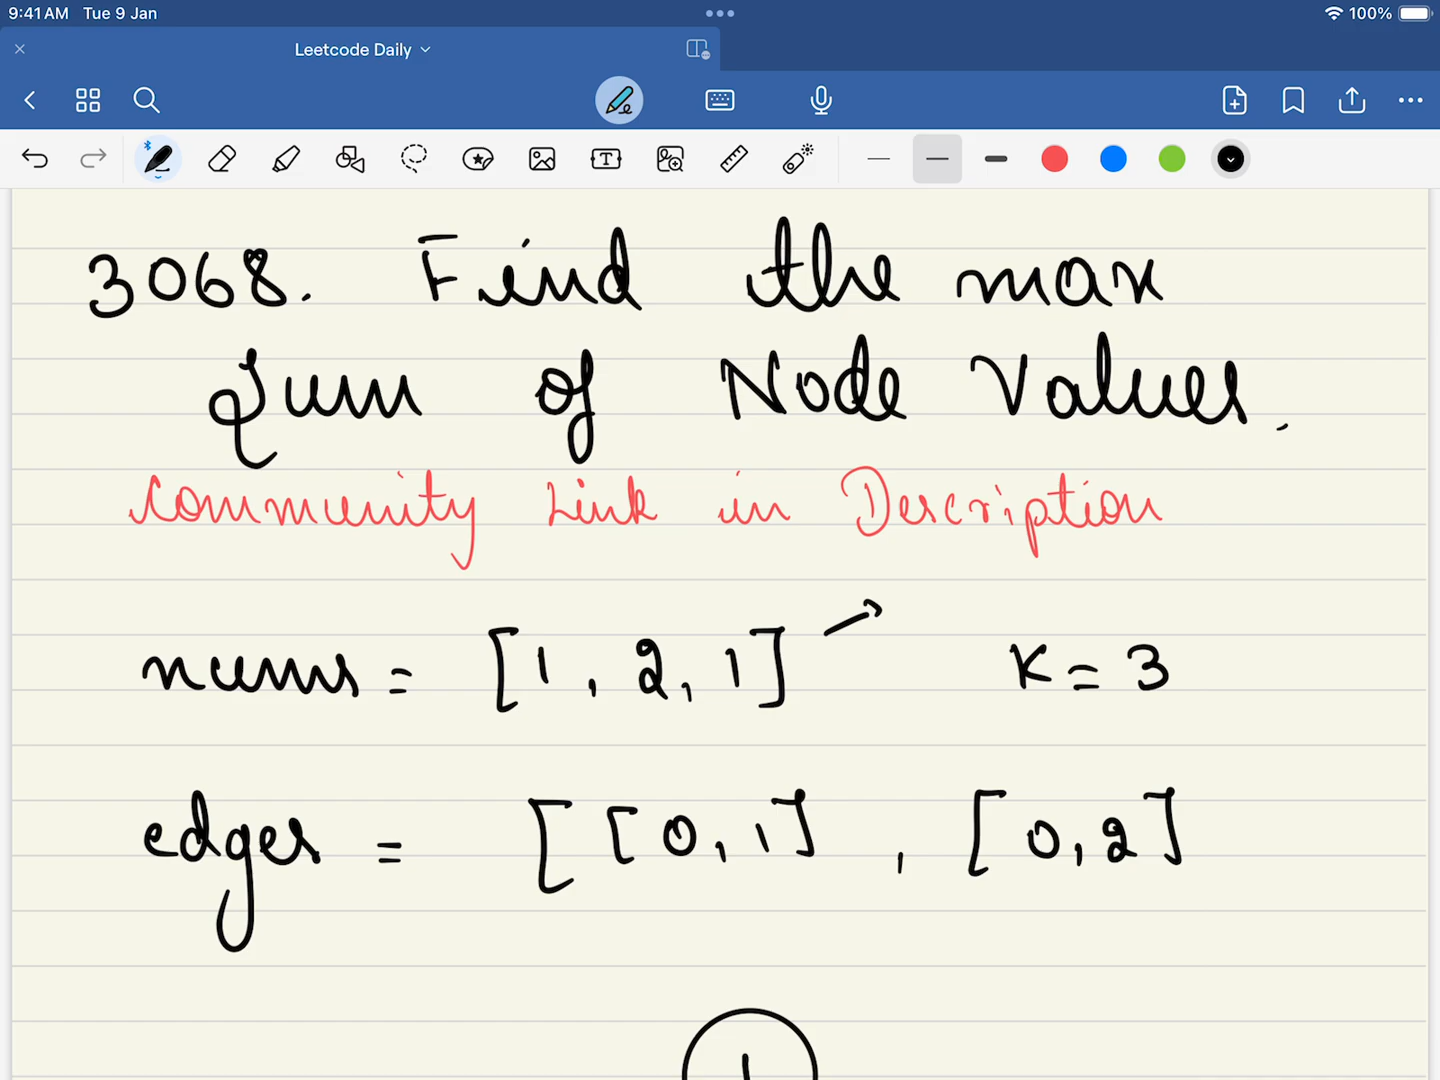 9:41 AM Tue 9 Jan 100%
Leetcode Daily
3068. Find the max
Sum of Node Values.
Community Link in Description
nums = [1, 2, 1] K = 3
edges = [[0,1], [0,2]
1